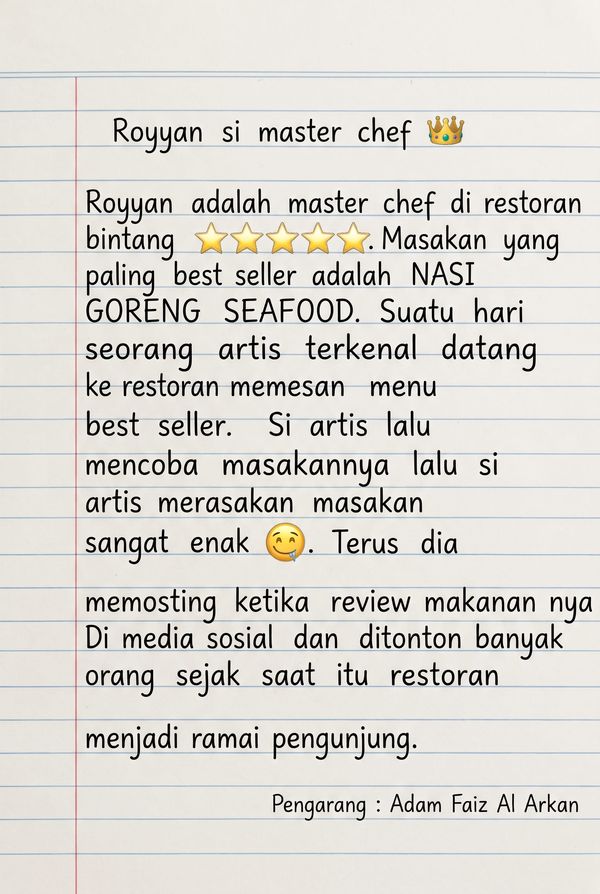 Royyan si master chef 👑
Royyan adalah master chef di restoran
bintang ⭐⭐⭐⭐⭐. Masakan yang
paling best seller adalah NASI
GORENG SEAFOOD. Suatu hari
seorang artis terkenal datang
ke restoran memesan menu
best seller. Si artis lalu
mencoba masakannya lalu si
artis merasakan masakan
sangat enak 🤤. Terus dia
memosting ketika review makanan nya
Di media sosial dan ditonton banyak
orang sejak saat itu restoran
menjadi ramai pengunjung.
Pengarang : Adam Faiz Al Arkan